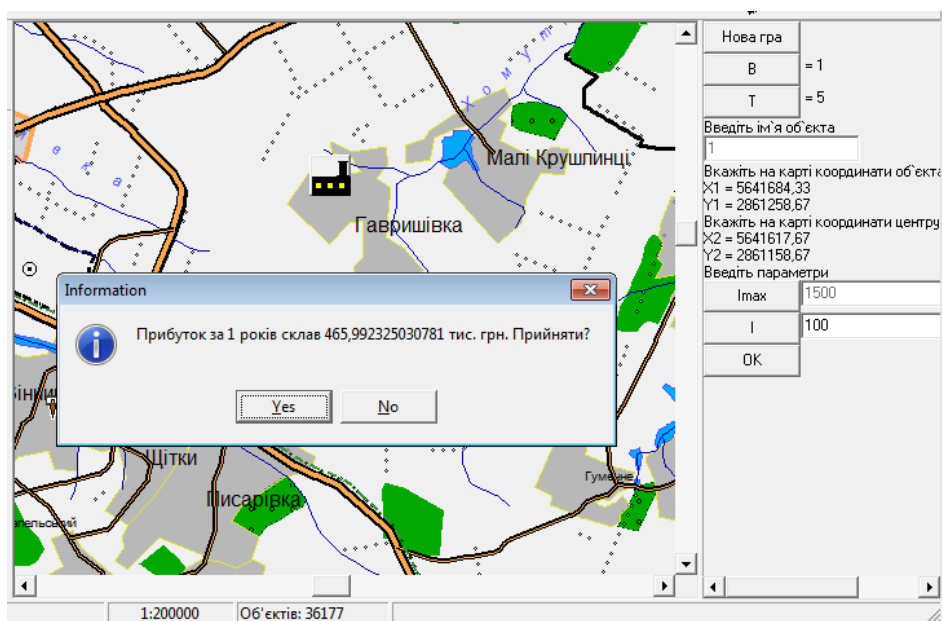 Нова гра
B = 1
T = 5
Введіть ім`я об`єкта
1
Вкажіть на карті координати об`єкта
X1 = 5641684,33
Y1 = 2861258,67
Вкажіть на карті координати центру
X2 = 5641617,67
Y2 = 2861158,67
Введіть параметри
Imax 1500
I 100
OK
Хомут
Малі Крушлинці
Гавришівка
Information
Прибуток за 1 років склав 465,992325030781 тис. грн. Прийняти?
Yes No
Щітки
Писарівка
Гуменне
1:200000 Об'єктів: 36177